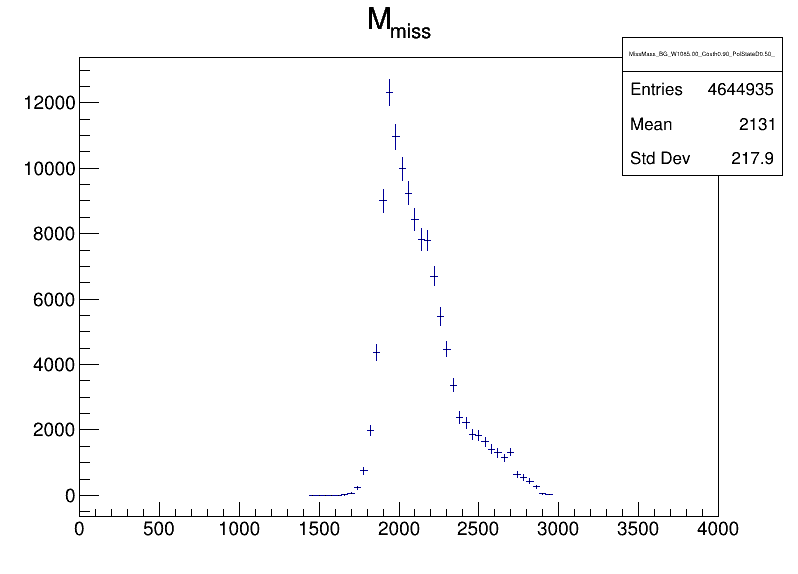 M_miss
MissMass_BG_W1085.00_Costh0.90_PolStateD0.50_
Entries 4644935
Mean 2131
Std Dev 217.9
12000
10000
8000
6000
4000
2000
0
0 500 1000 1500 2000 2500 3000 3500 4000